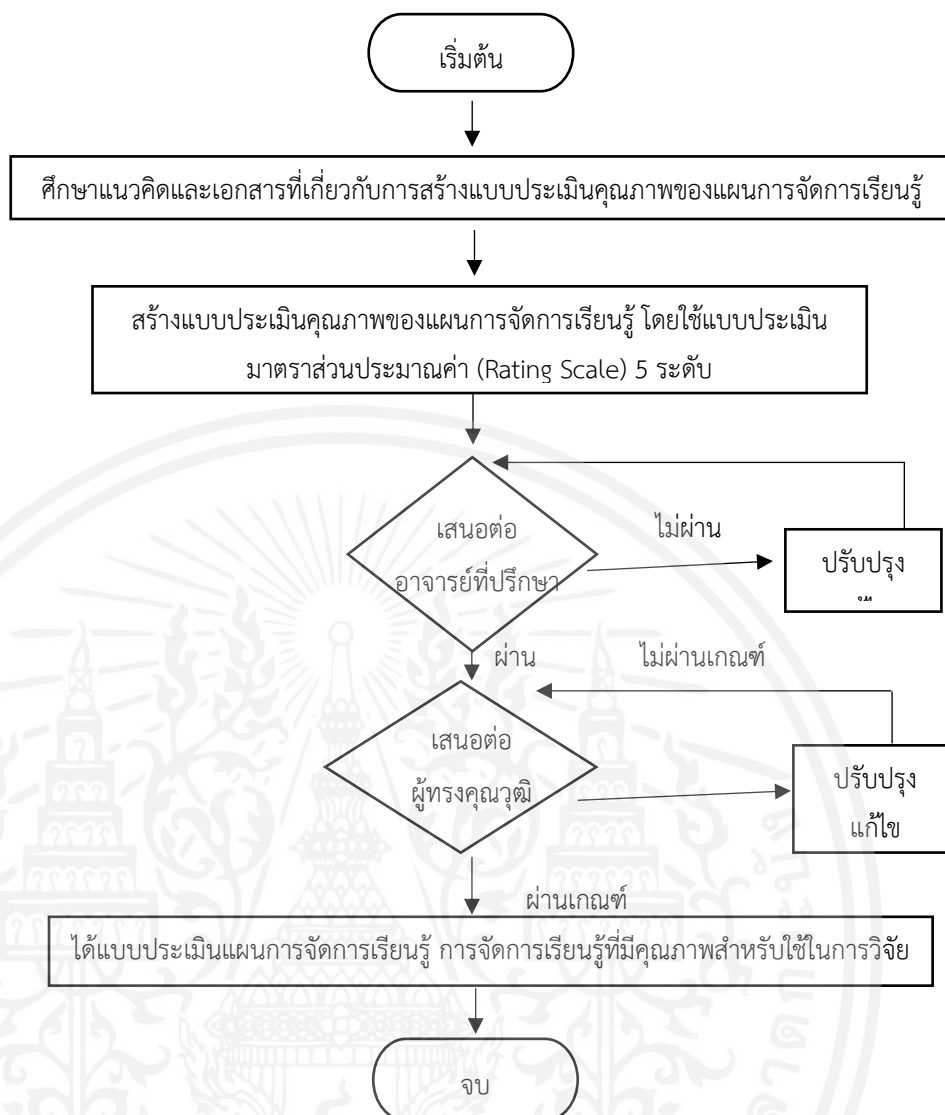 เริ่มต้น
ศึกษาแนวคิดและเอกสารที่เกี่ยวกับการสร้างแบบประเมินคุณภาพของแผนการจัดการเรียนรู้
สร้างแบบประเมินคุณภาพของแผนการจัดการเรียนรู้ โดยใช้แบบประเมิน
มาตราส่วนประมาณค่า (Rating Scale) 5 ระดับ
เสนอต่อ
อาจารย์ที่ปรึกษา
ไม่ผ่าน
ปรับปรุง
ผ่าน
ไม่ผ่านเกณฑ์
เสนอต่อ
ผู้ทรงคุณวุฒิ
ปรับปรุง
แก้ไข
ผ่านเกณฑ์
ได้แบบประเมินแผนการจัดการเรียนรู้ การจัดการเรียนรู้ที่มีคุณภาพสำหรับใช้ในการวิจัย
จบ